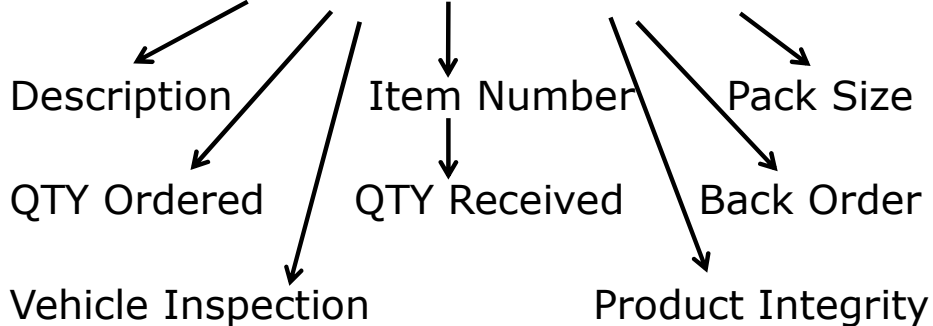 Description Item Number Pack Size
QTY Ordered QTY Received Back Order
Vehicle Inspection Product Integrity